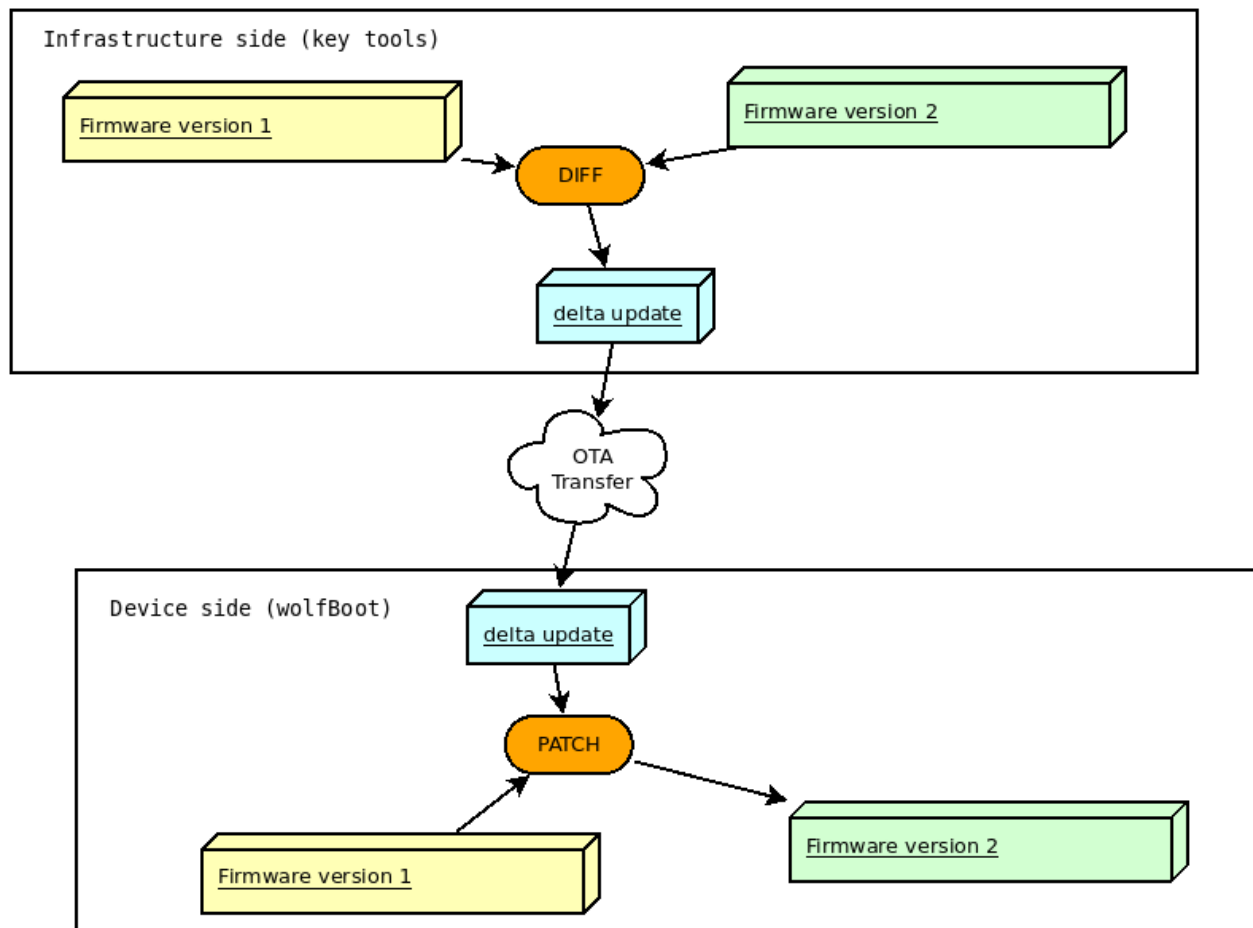 Infrastructure side (key tools)
Firmware version 1
Firmware version 2
DIFF
delta update
OTA
Transfer
Device side (wolfBoot)
delta update
PATCH
Firmware version 1
Firmware version 2